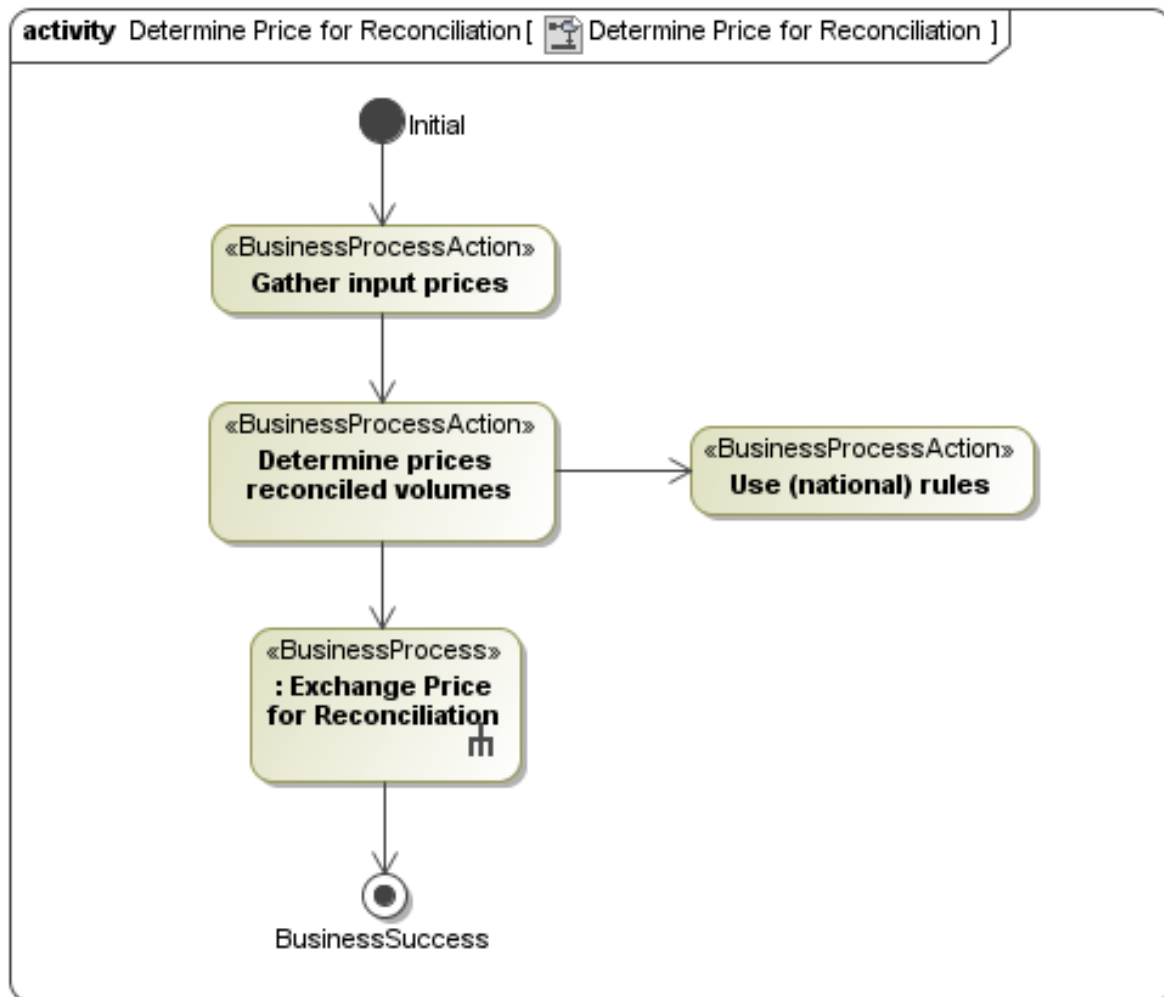 activity Determine Price for Reconciliation [ Determine Price for Reconciliation ]
Initial
«BusinessProcessAction»
Gather input prices
«BusinessProcessAction»
Determine prices
reconciled volumes
«BusinessProcessAction»
Use (national) rules
«BusinessProcess»
: Exchange Price
for Reconciliation
BusinessSuccess